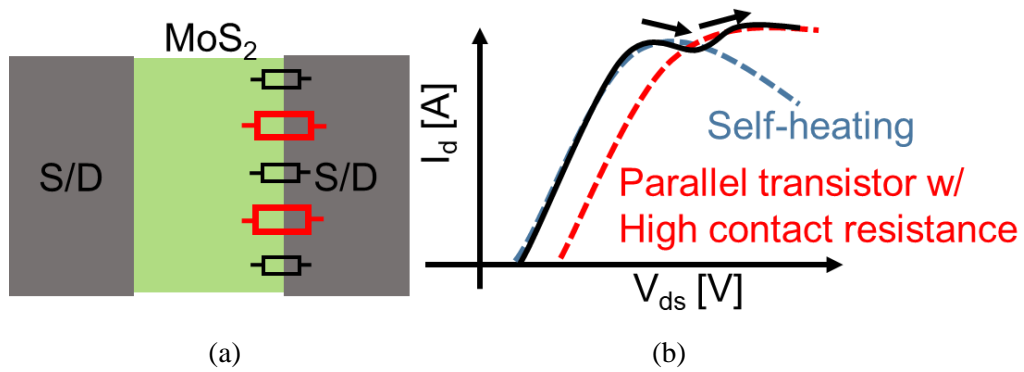 MoS2
S/D
S/D
(a)
Id [A]
Self-heating
Parallel transistor w/
High contact resistance
Vds [V]
(b)